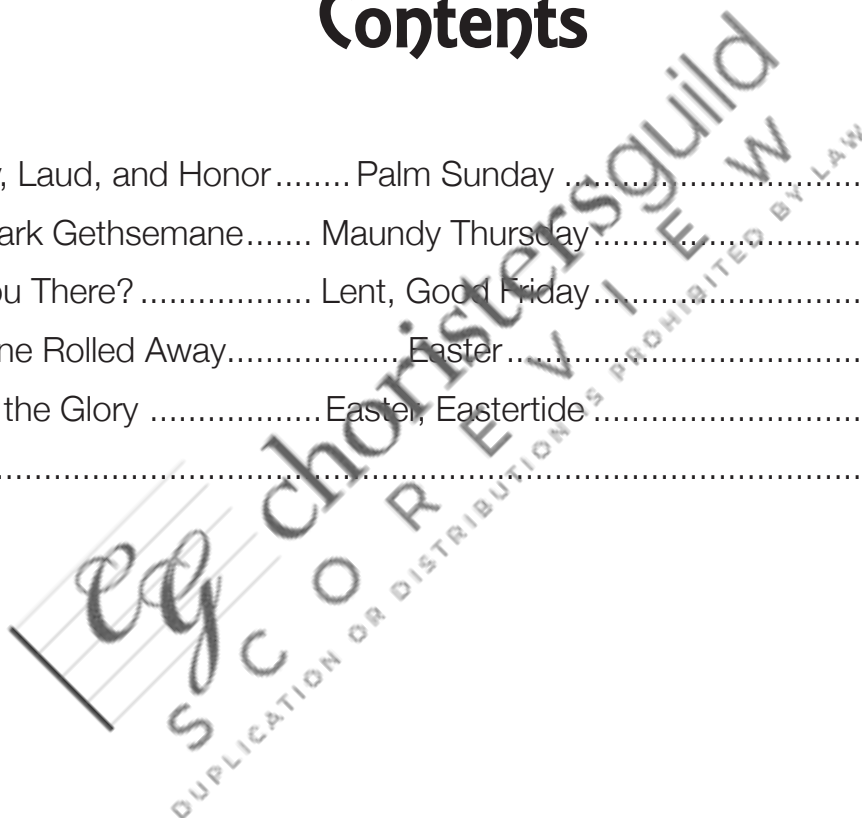 Contents
, Laud, and Honor........ Palm Sunday ...............................
ark Gethsemane....... Maundy Thursday............................
u There? .................. Lent, Good Friday............................
ne Rolled Away.................. Easter.....................................
the Glory .................. Easter, Eastertide ............................
..........................................................................................
choristersguild
CG
SCORE VIEW
DUPLICATION OR DISTRIBUTION IS PROHIBITED BY LAW